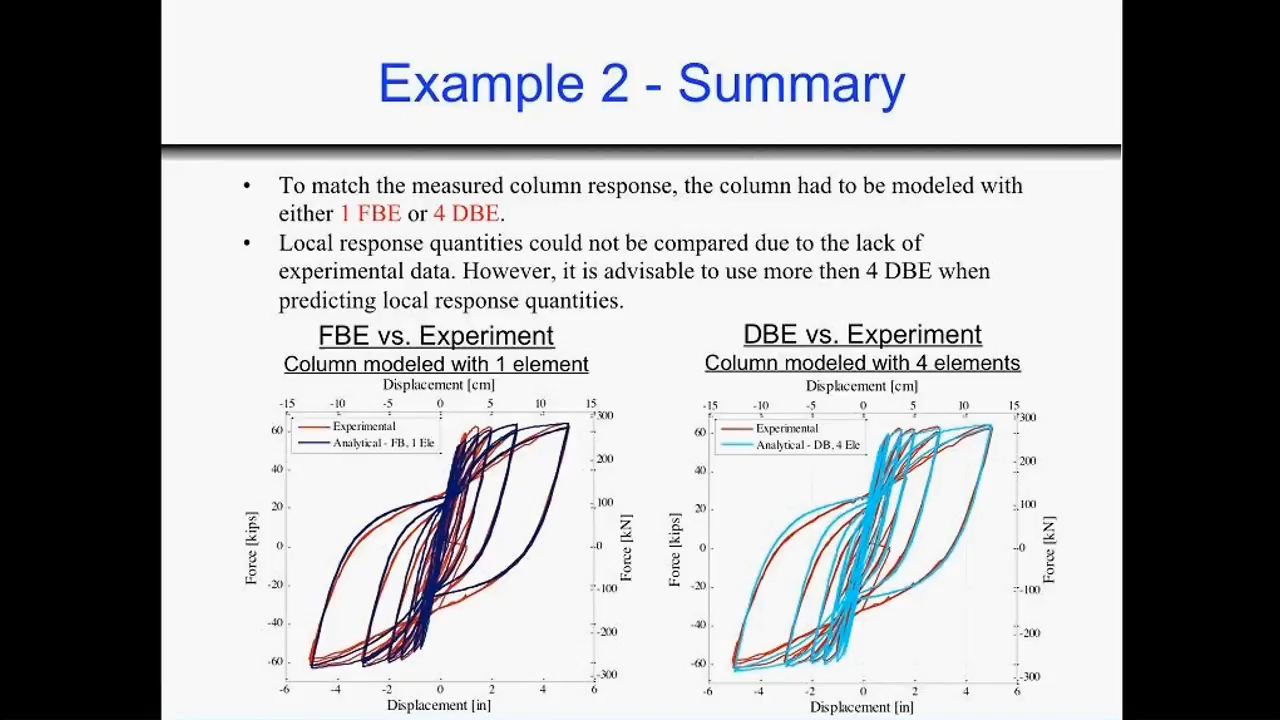 Example 2 - Summary
• To match the measured column response, the column had to be modeled with
either 1 FBE or 4 DBE.
• Local response quantities could not be compared due to the lack of
experimental data. However, it is advisable to use more then 4 DBE when
predicting local response quantities.
FBE vs. Experiment
Column modeled with 1 element
Displacement [cm]
-15 -10 -5 0 5 10 15
Experimental
Analytical - FB, 1 Ele
60
40
20
0
-20
-40
-60
Force [kips]
300
200
100
0
-100
-200
-300
Force [kN]
-6 -4 -2 0 2 4 6
Displacement [in]
DBE vs. Experiment
Column modeled with 4 elements
Displacement [cm]
-15 -10 -5 0 5 10 15
Experimental
Analytical - DB, 4 Ele
60
40
20
0
-20
-40
-60
Force [kips]
300
200
100
0
-100
-200
-300
Force [kN]
-6 -4 -2 0 2 4 6
Displacement [in]